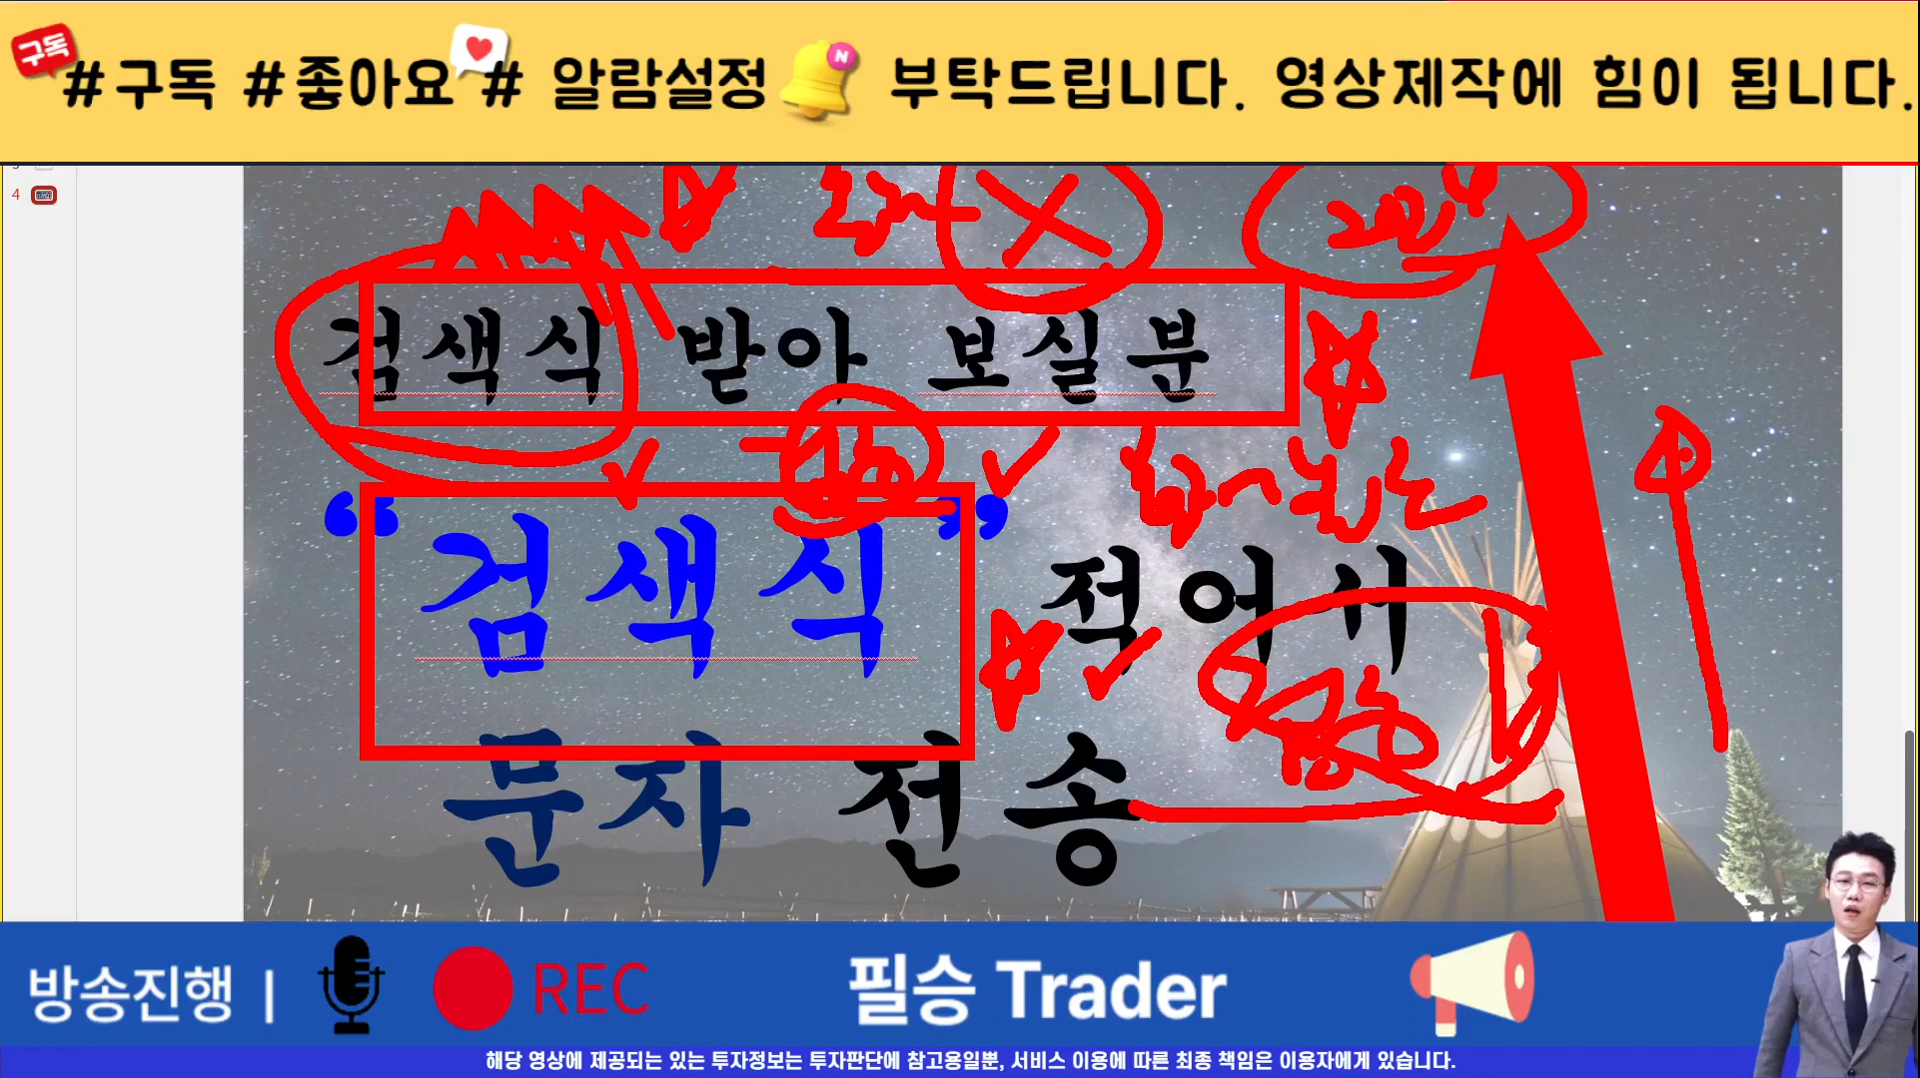 구독
#구독 #좋아요 # 알람설정 N 부탁드립니다. 영상제작에 힘이 됩니다.
4
검색식 받아 보실분
“검색식” 적어서
문자 전송
방송진행 | REC 필승 Trader
해당 영상에 제공되는 있는 투자정보는 투자판단에 참고용일뿐, 서비스 이용에 따른 최종 책임은 이용자에게 있습니다.